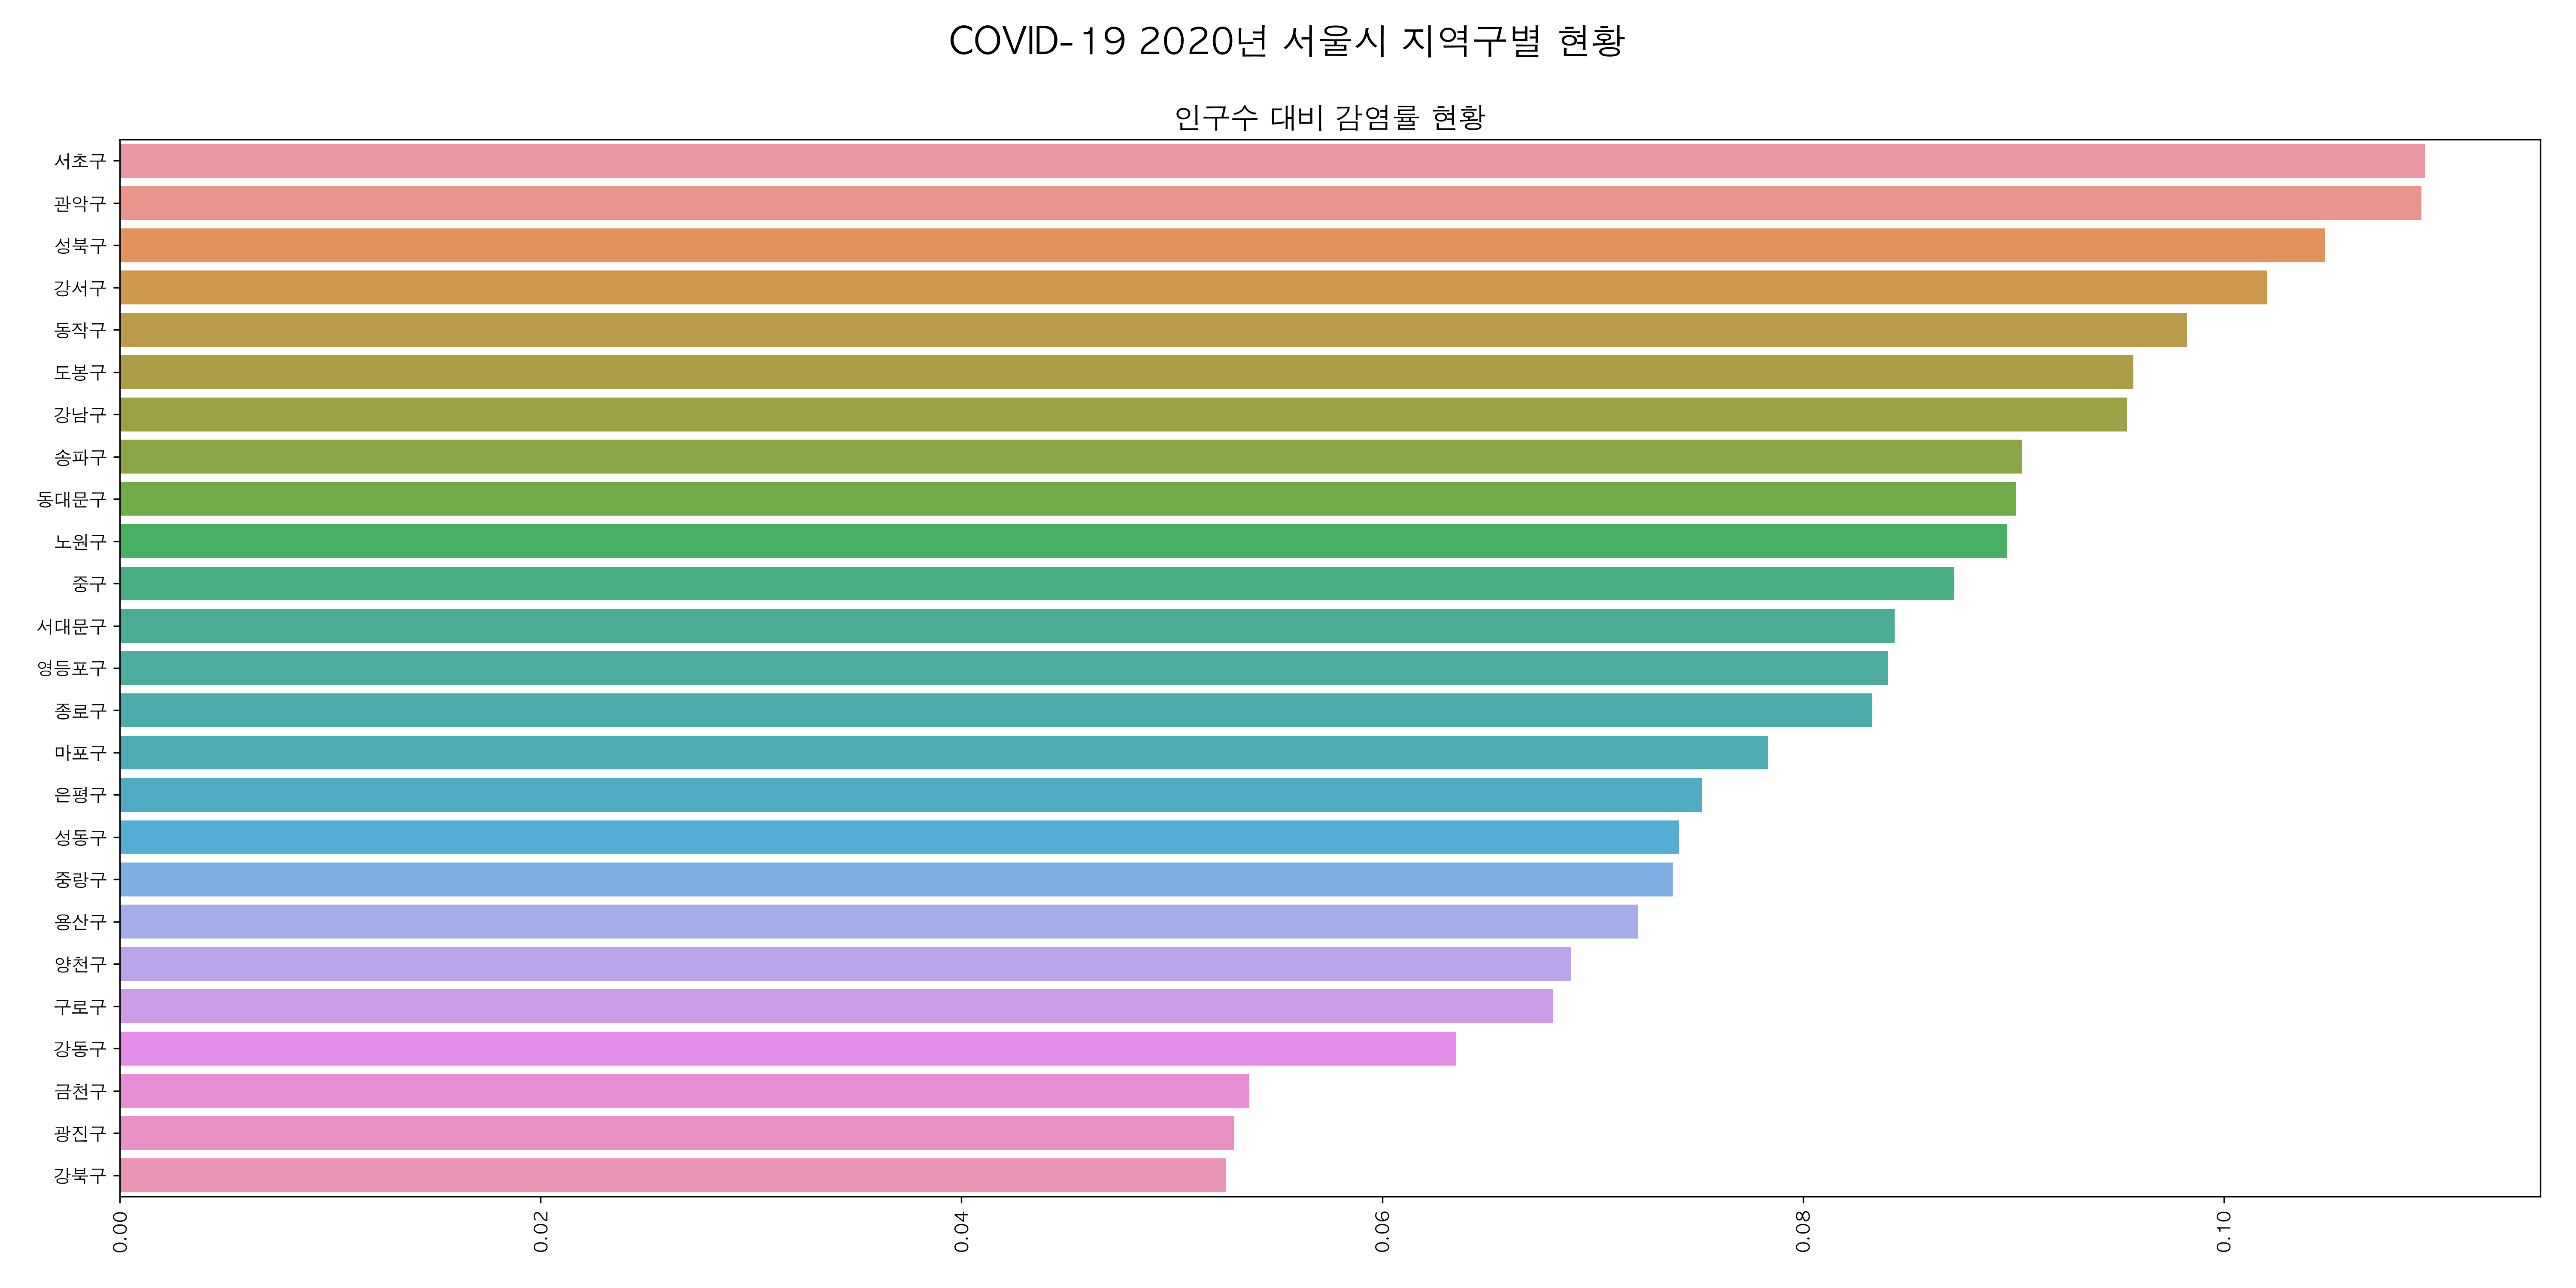 COVID-19 2020년 서울시 지역구별 현황
인구수 대비 감염률 현황
서초구
관악구
성북구
강서구
동작구
도봉구
강남구
송파구
동대문구
노원구
중구
서대문구
영등포구
종로구
마포구
은평구
성동구
중랑구
용산구
양천구
구로구
강동구
금천구
광진구
강북구
0.00
0.02
0.04
0.06
0.08
0.10